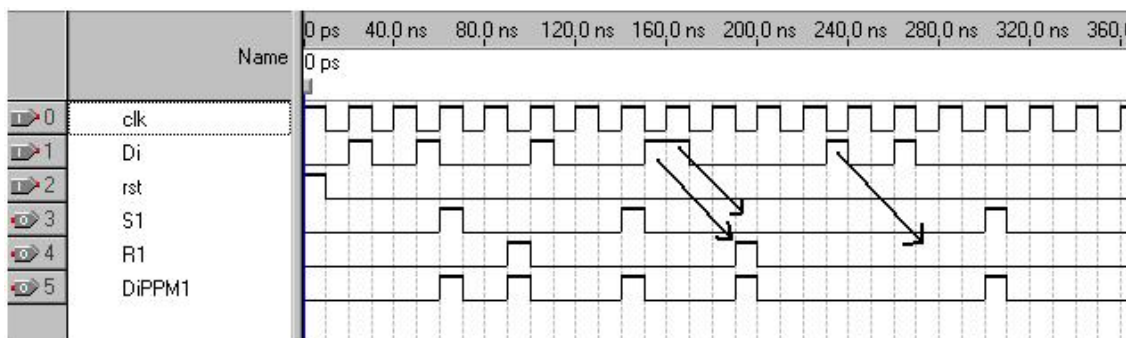 0 ps 40.0 ns 80.0 ns 120.0 ns 160.0 ns 200.0 ns 240.0 ns 280.0 ns 320.0 ns 360.
Name 0 ps
0 clk
1 Di
2 rst
3 S1
4 R1
5 DiPPM1